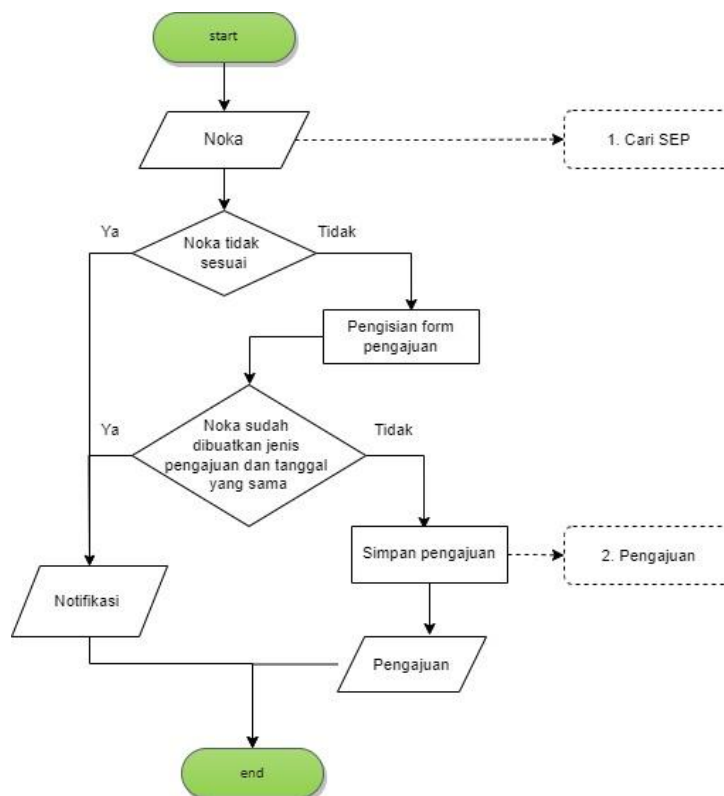 start
Noka
1. Cari SEP
Ya
Tidak
Noka tidak
sesuai
Pengisian form
pengajuan
Ya
Tidak
Noka sudah
dibuatkan jenis
pengajuan dan tanggal
yang sama
Simpan pengajuan
2. Pengajuan
Notifikasi
Pengajuan
end